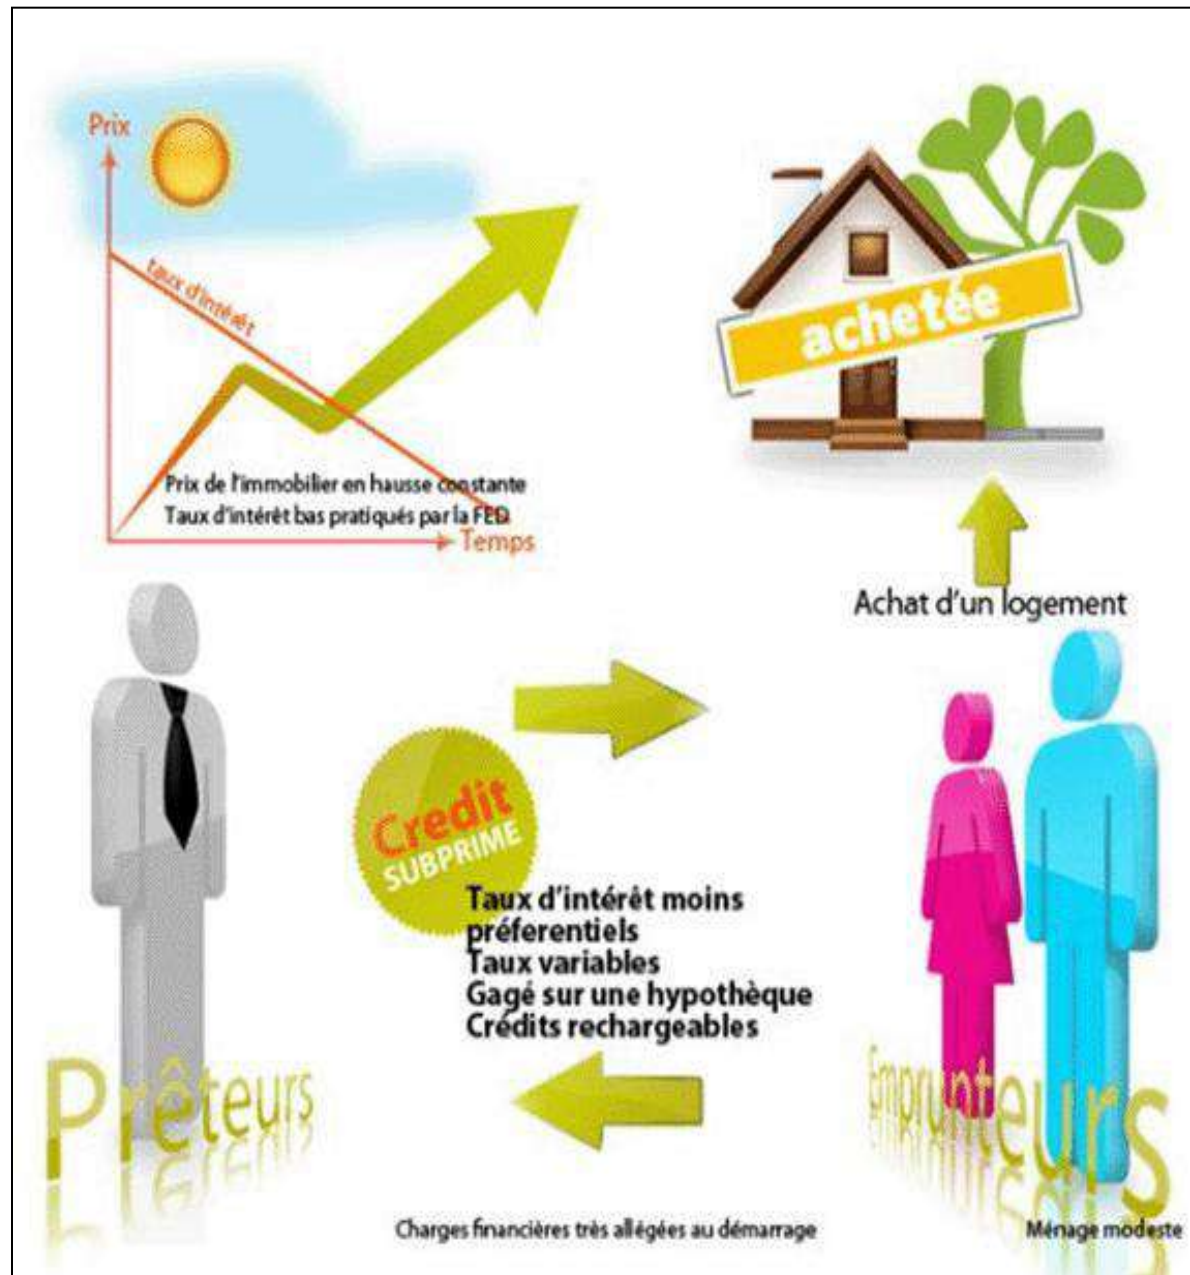 Prix
taux d'intérêt
Prix de l'immobilier en hausse constante
Taux d'intérêt bas pratiqués par la FED
Temps
achetée
Achat d'un logement
Credit
SUBPRIME
Taux d'intérêt moins
préferentiels
Taux variables
Gagé sur une hypothèque
Crédits rechargeables
Prêteurs
Emprunteurs
Charges financières très allégées au démarrage
Ménage modeste